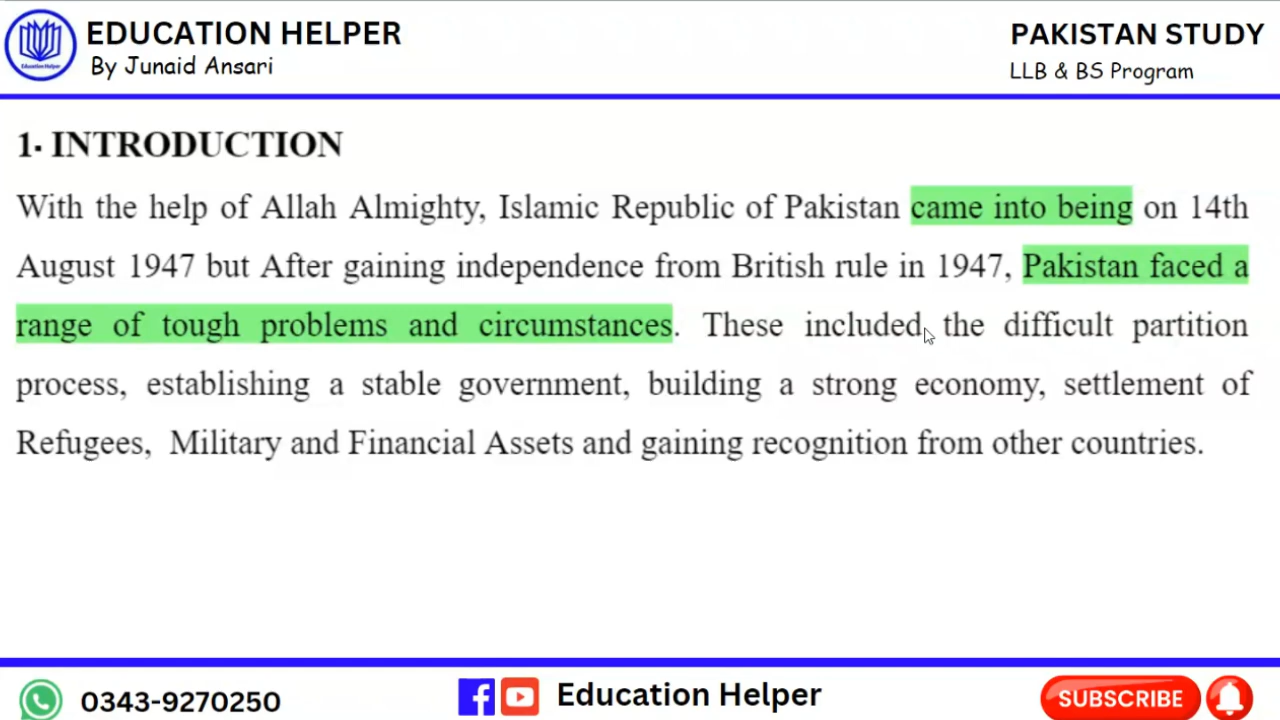 EDUCATION HELPER
By Junaid Ansari
Education Helper
PAKISTAN STUDY
LLB & BS Program
1. INTRODUCTION
With the help of Allah Almighty, Islamic Republic of Pakistan came into being on 14th
August 1947 but After gaining independence from British rule in 1947, Pakistan faced a
range of tough problems and circumstances. These included the difficult partition
process, establishing a stable government, building a strong economy, settlement of
Refugees, Military and Financial Assets and gaining recognition from other countries.
0343-9270250
Education Helper
SUBSCRIBE